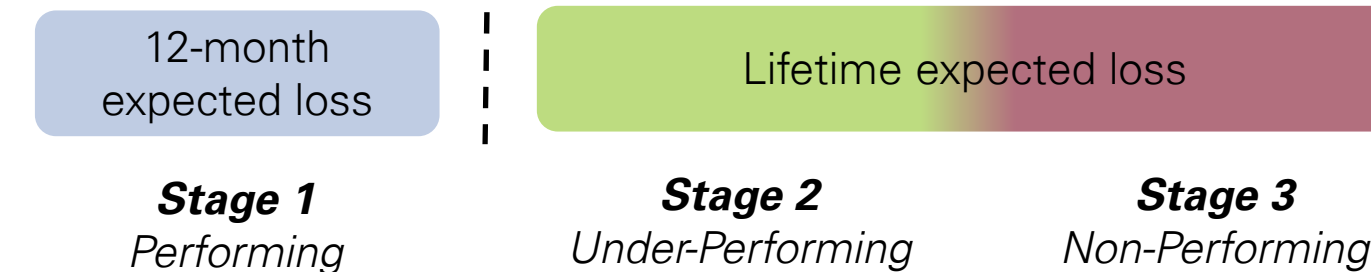 12-month
expected loss
Lifetime expected loss
Stage 1
Performing
Stage 2
Under-Performing
Stage 3
Non-Performing